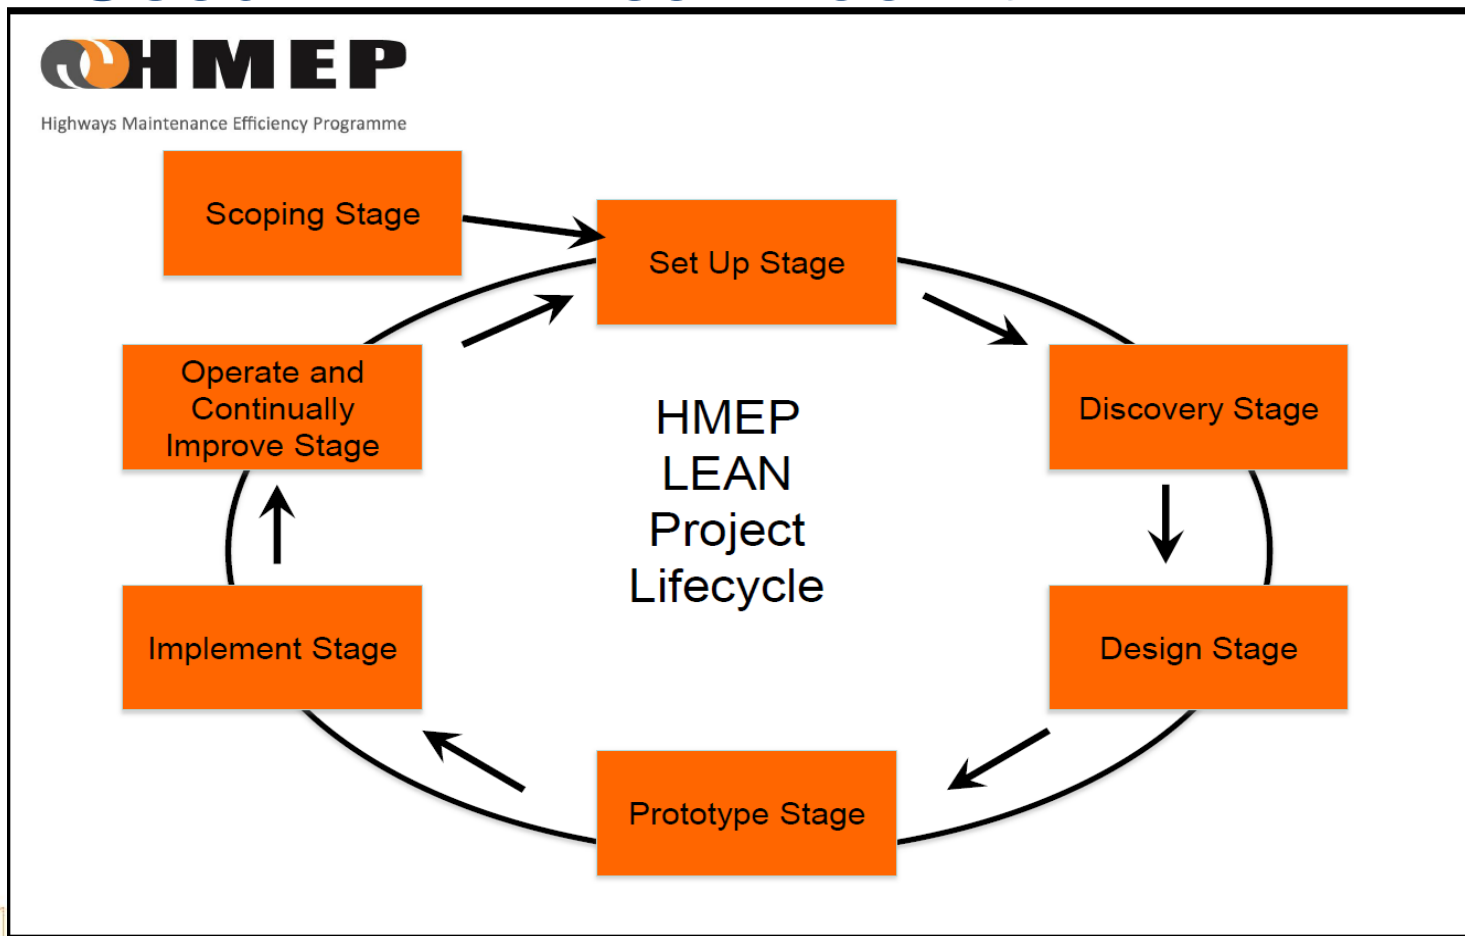 HMEP
Highways Maintenance Efficiency Programme
Scoping Stage
Set Up Stage
Discovery Stage
Design Stage
Prototype Stage
Implement Stage
Operate and
Continually
Improve Stage
HMEP
LEAN
Project
Lifecycle